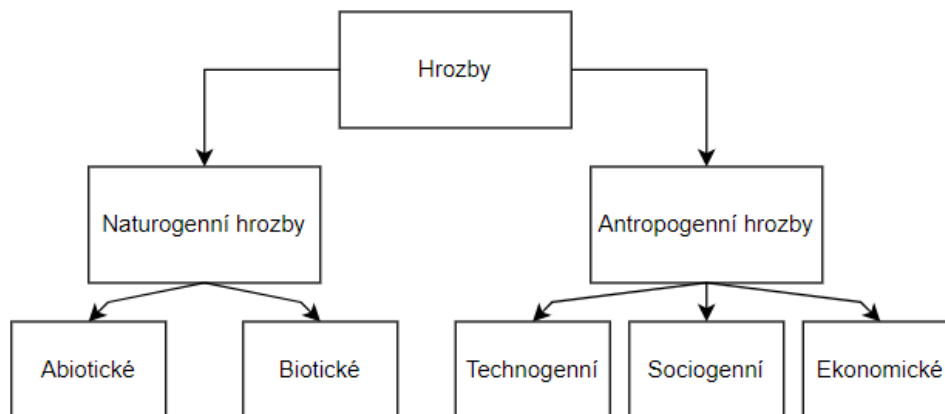 Hrozby
Naturogenní hrozby
Antropogenní hrozby
Abiotické
Biotické
Technogenní
Sociogenní
Ekonomické